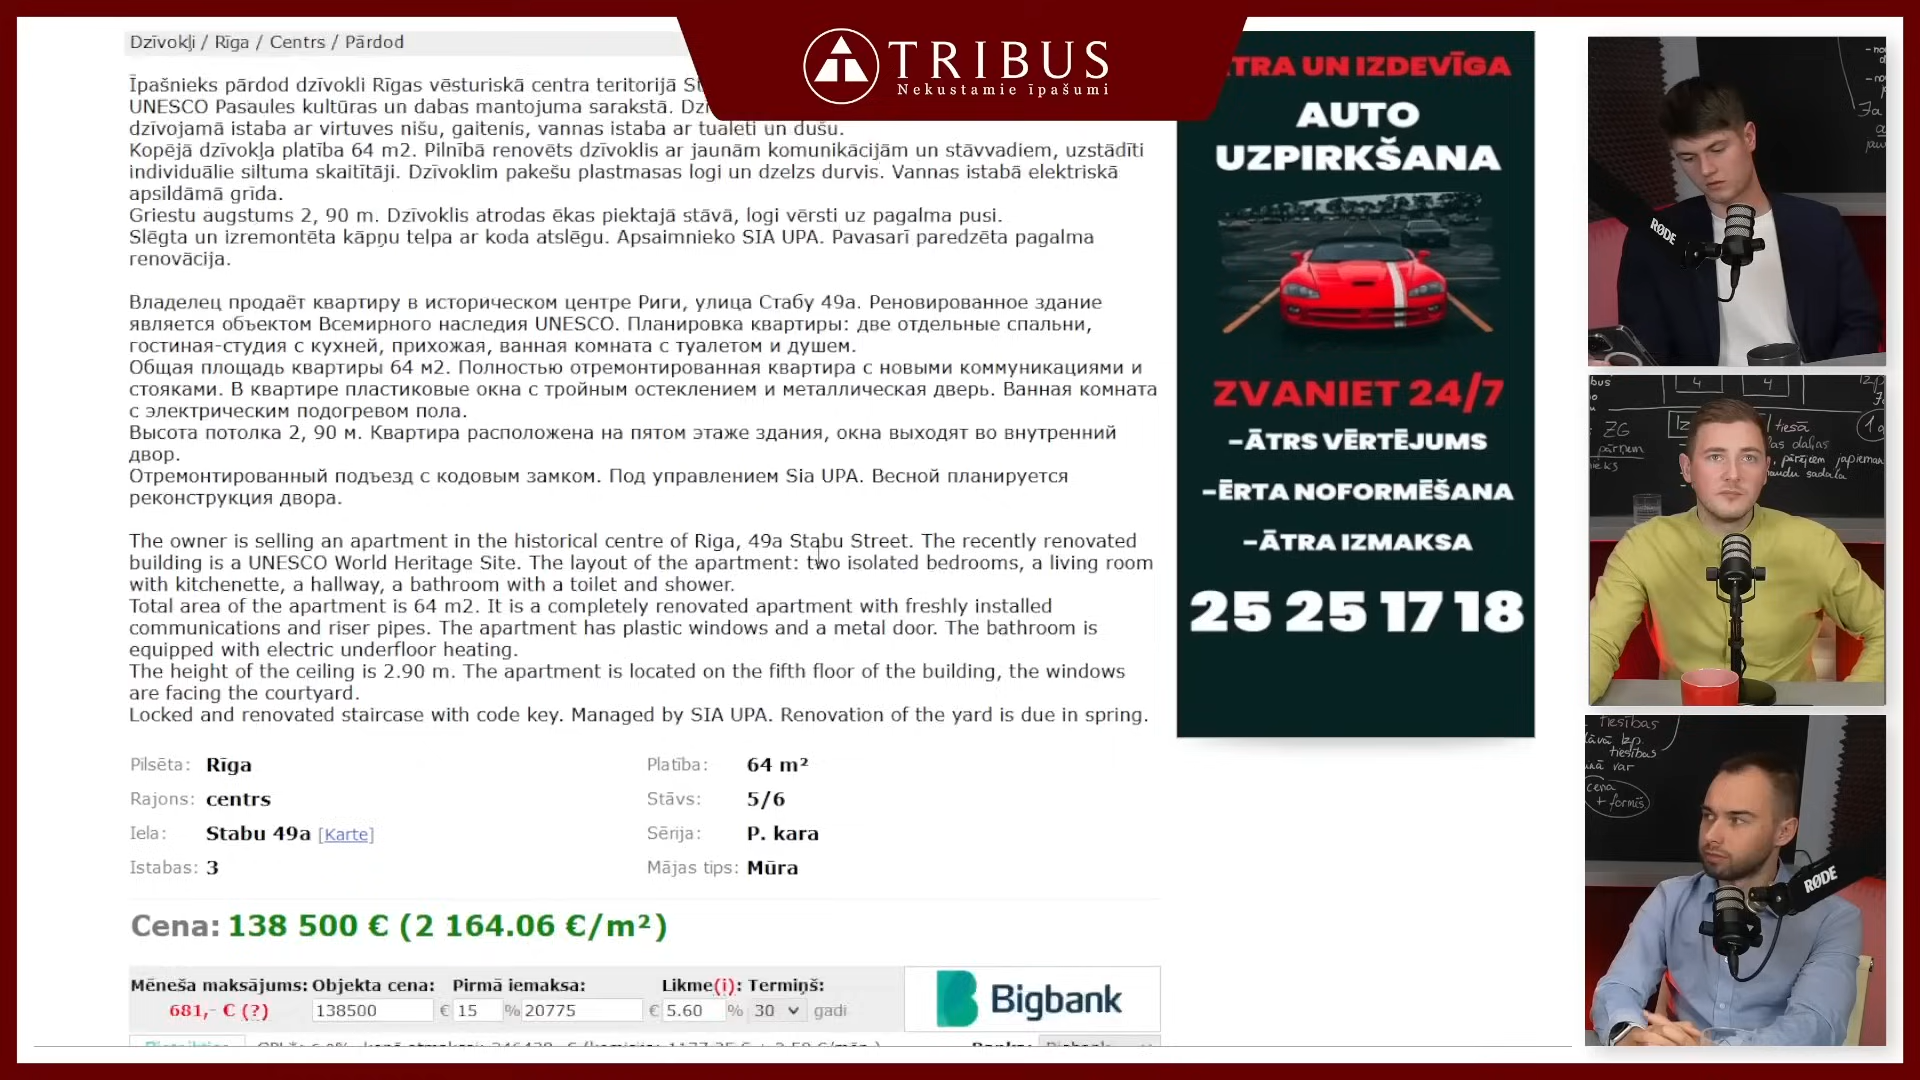 TRIBUS
Nekustamie īpašumi
Dzīvokļi / Rīga / Centrs / Pārdod
Īpašnieks pārdod dzīvokli Rīgas vēsturiskā centra teritorijā
UNESCO Pasaules kultūras un dabas mantojuma sarakstā.
dzīvojamā istaba ar virtuves nišu, gaitenis, vannas istaba ar tualeti un dušu.
Kopējā dzīvokļa platība 64 m2. Pilnībā renovēts dzīvoklis ar jaunām komunikācijām un stāvvadiem, uzstādīti
individuālie siltuma skaitītāji. Dzīvoklim pakešu plastmasas logi un dzelzs durvis. Vannas istabā elektriskā
apsildāmā grīda.
Griestu augstums 2, 90 m. Dzīvoklis atrodas ēkas piektajā stāvā, logi vērsti uz pagalma pusi.
Slēgta un izremontēta kāpņu telpa ar koda atslēgu. Apsaimnieko SIA UPA. Pavasarī paredzēta pagalma
renovācija.
Владелец продаёт квартиру в историческом центре Риги, улица Стабу 49а. Реновированное здание
является объектом Всемирного наследия UNESCO. Планировка квартиры: две отдельные спальни,
гостиная-студия с кухней, прихожая, ванная комната с туалетом и душем.
Общая площадь квартиры 64 м2. Полностью отремонтированная квартира с новыми коммуникациями и
стояками. В квартире пластиковые окна с тройным остеклением и металлическая дверь. Ванная комната
с электрическим подогревом пола.
Высота потолка 2, 90 м. Квартира расположена на пятом этаже здания, окна выходят во внутренний
двор.
Отремонтированный подъезд с кодовым замком. Под управлением Sia UPA. Весной планируется
реконструкция двора.
The owner is selling an apartment in the historical centre of Riga, 49a Stabu Street. The recently renovated
building is a UNESCO World Heritage Site. The layout of the apartment: two isolated bedrooms, a living room
with kitchenette, a hallway, a bathroom with a toilet and shower.
Total area of the apartment is 64 m2. It is a completely renovated apartment with freshly installed
communications and riser pipes. The apartment has plastic windows and a metal door. The bathroom is
equipped with electric underfloor heating.
The height of the ceiling is 2.90 m. The apartment is located on the fifth floor of the building, the windows
are facing the courtyard.
Locked and renovated staircase with code key. Managed by SIA UPA. Renovation of the yard is due in spring.
Pilsēta: Rīga Platība: 64 m²
Rajons: centrs Stāvs: 5/6
Iela: Stabu 49a [Karte] Sērija: P. kara
Istabas: 3 Mājas tips: Mūra
Cena: 138 500 € (2 164.06 €/m²)
Mēneša maksājums: Objekta cena: Pirmā iemaksa: Likme(i): Termiņš:
681,- € (?) 138500 € 15 % 20775 € 5.60 % 30 gadi
Bigbank
TRA UN IZDEVĪGA
AUTO
UZPIRKŠANA
ZVANIET 24/7
-ĀTRS VĒRTĒJUMS
-ĒRTA NOFORMĒŠANA
-ĀTRA IZMAKSA
25 25 17 18
RØDE
ZG
tiesā
tiesības
tiesības
cena
+ formis
RØDE